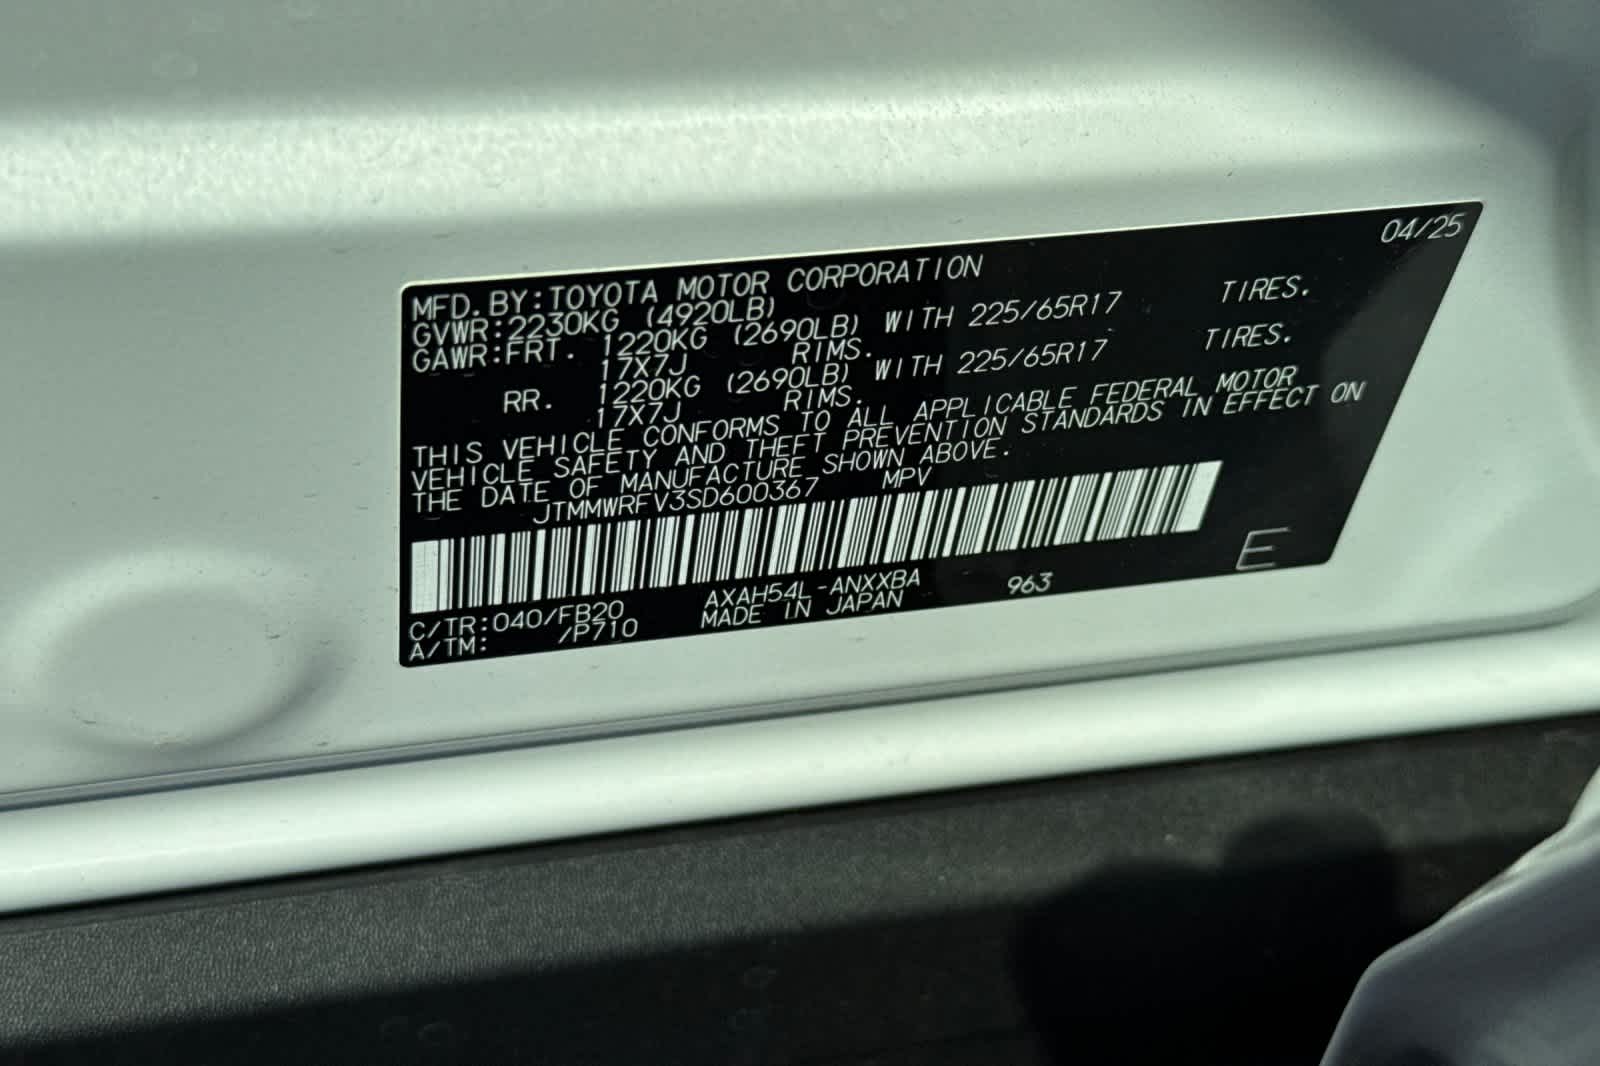 04/25
MFD.BY:TOYOTA MOTOR CORPORATION
GVWR:2230KG (4920LB)
GAWR:FRT. 1220KG (2690LB) WITH 225/65R17 TIRES.
17X7J RIMS.
RR. 1220KG (2690LB) WITH 225/65R17 TIRES.
17X7J RIMS.
THIS VEHICLE CONFORMS TO ALL APPLICABLE FEDERAL MOTOR
VEHICLE SAFETY AND THEFT PREVENTION STANDARDS IN EFFECT ON
THE DATE OF MANUFACTURE SHOWN ABOVE.
JTMMWRFV3SD600367 MPV
C/TR:040/FB20 AXAH54L-ANXXBA 963 E
A/TM: /P710 MADE IN JAPAN